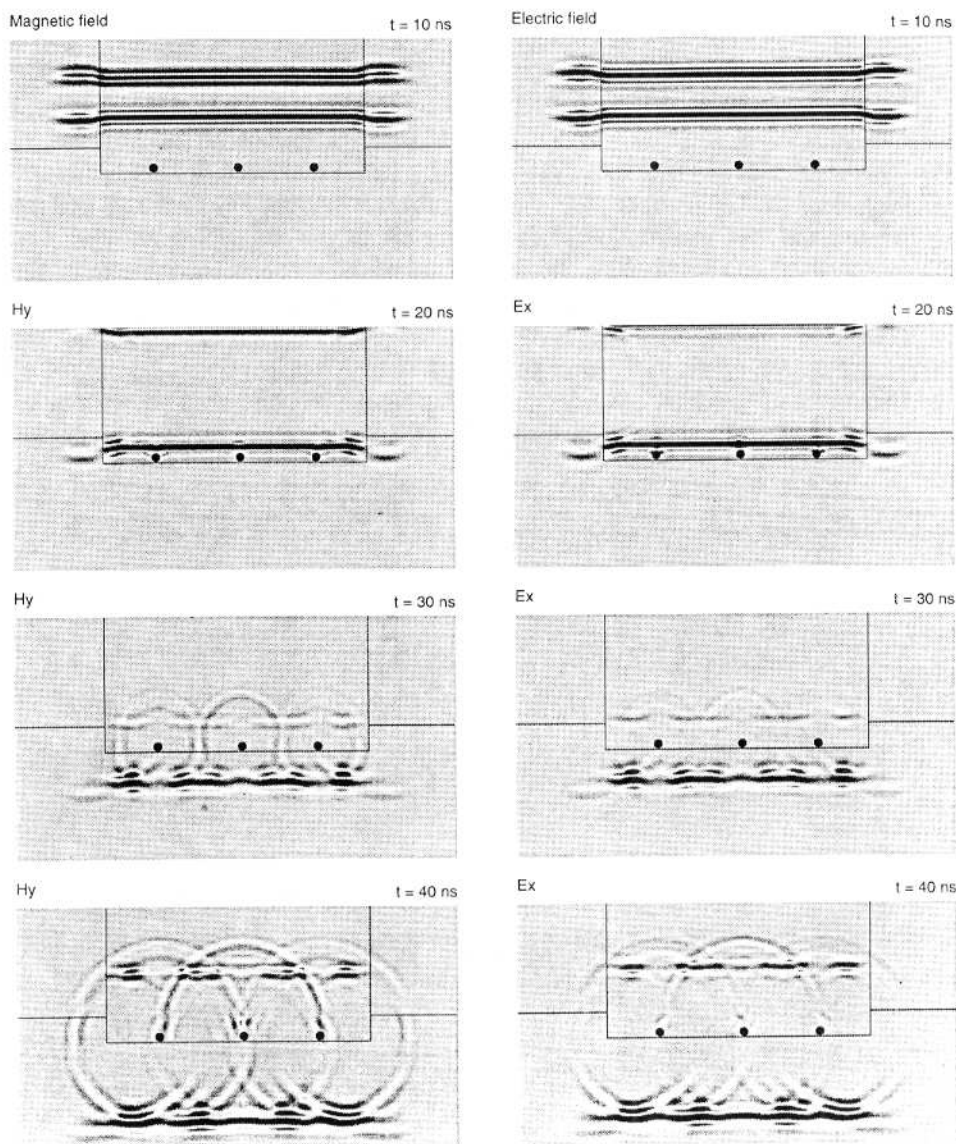 Magnetic field t = 10 ns
Electric field t = 10 ns
Hy t = 20 ns
Ex t = 20 ns
Hy t = 30 ns
Ex t = 30 ns
Hy t = 40 ns
Ex t = 40 ns